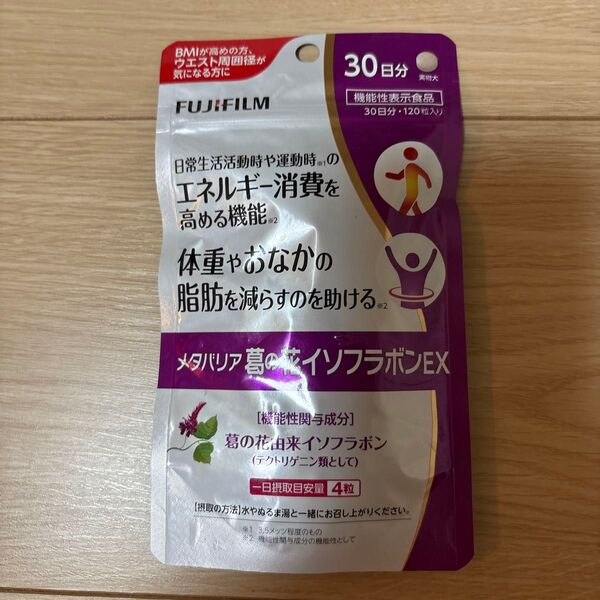 BMIが高めの方、
ウエスト周囲径が
気になる方に
30日分
実物大
FUJIFILM
機能性表示食品
30日分・120粒入り
日常生活活動時や運動時※1の
エネルギー消費を
高める機能※2
体重やおなかの
脂肪を減らすのを助ける※2
メタバリア 葛の花イソフラボンEX
[機能性関与成分]
葛の花由来イソフラボン
(テクトリゲニン類として)
一日摂取目安量 4粒
【摂取の方法】水やぬるま湯と一緒にお召し上がりください。
※1 3.5メッツ程度のもの
※2 機能性関与成分の機能性として